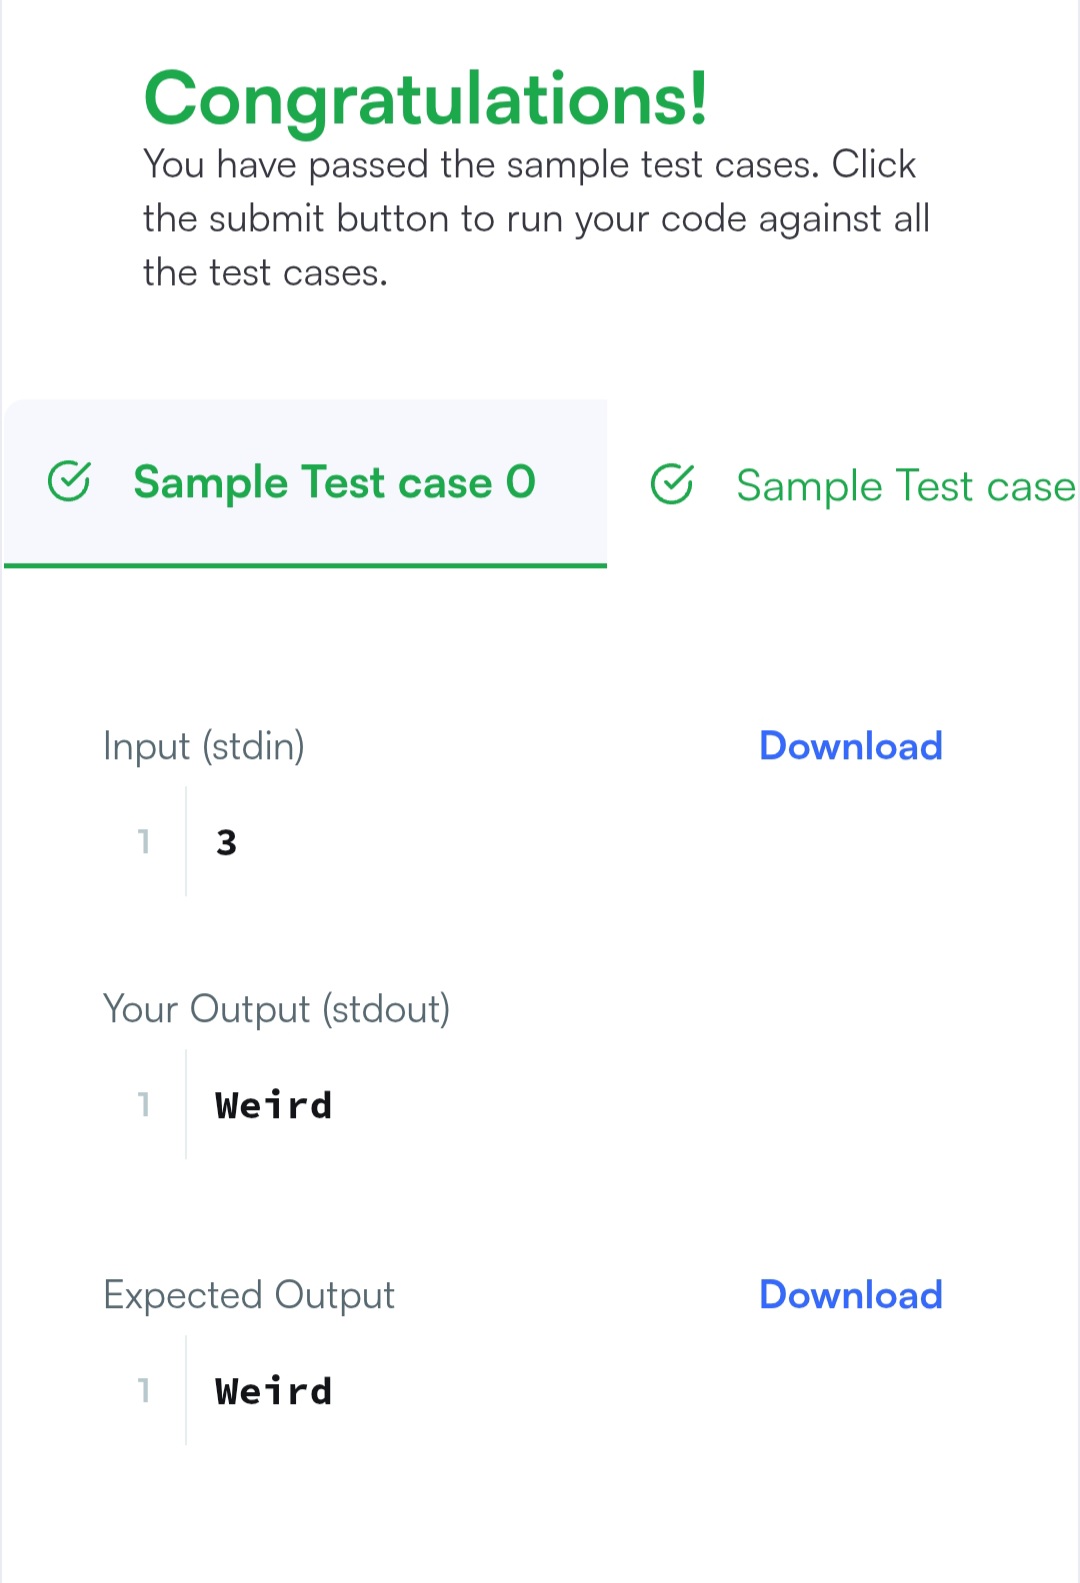 Congratulations!
You have passed the sample test cases. Click
the submit button to run your code against all
the test cases.
Sample Test case 0
Sample Test case
Input (stdin)
Download
1
3
Your Output (stdout)
1
Weird
Expected Output
Download
1
Weird